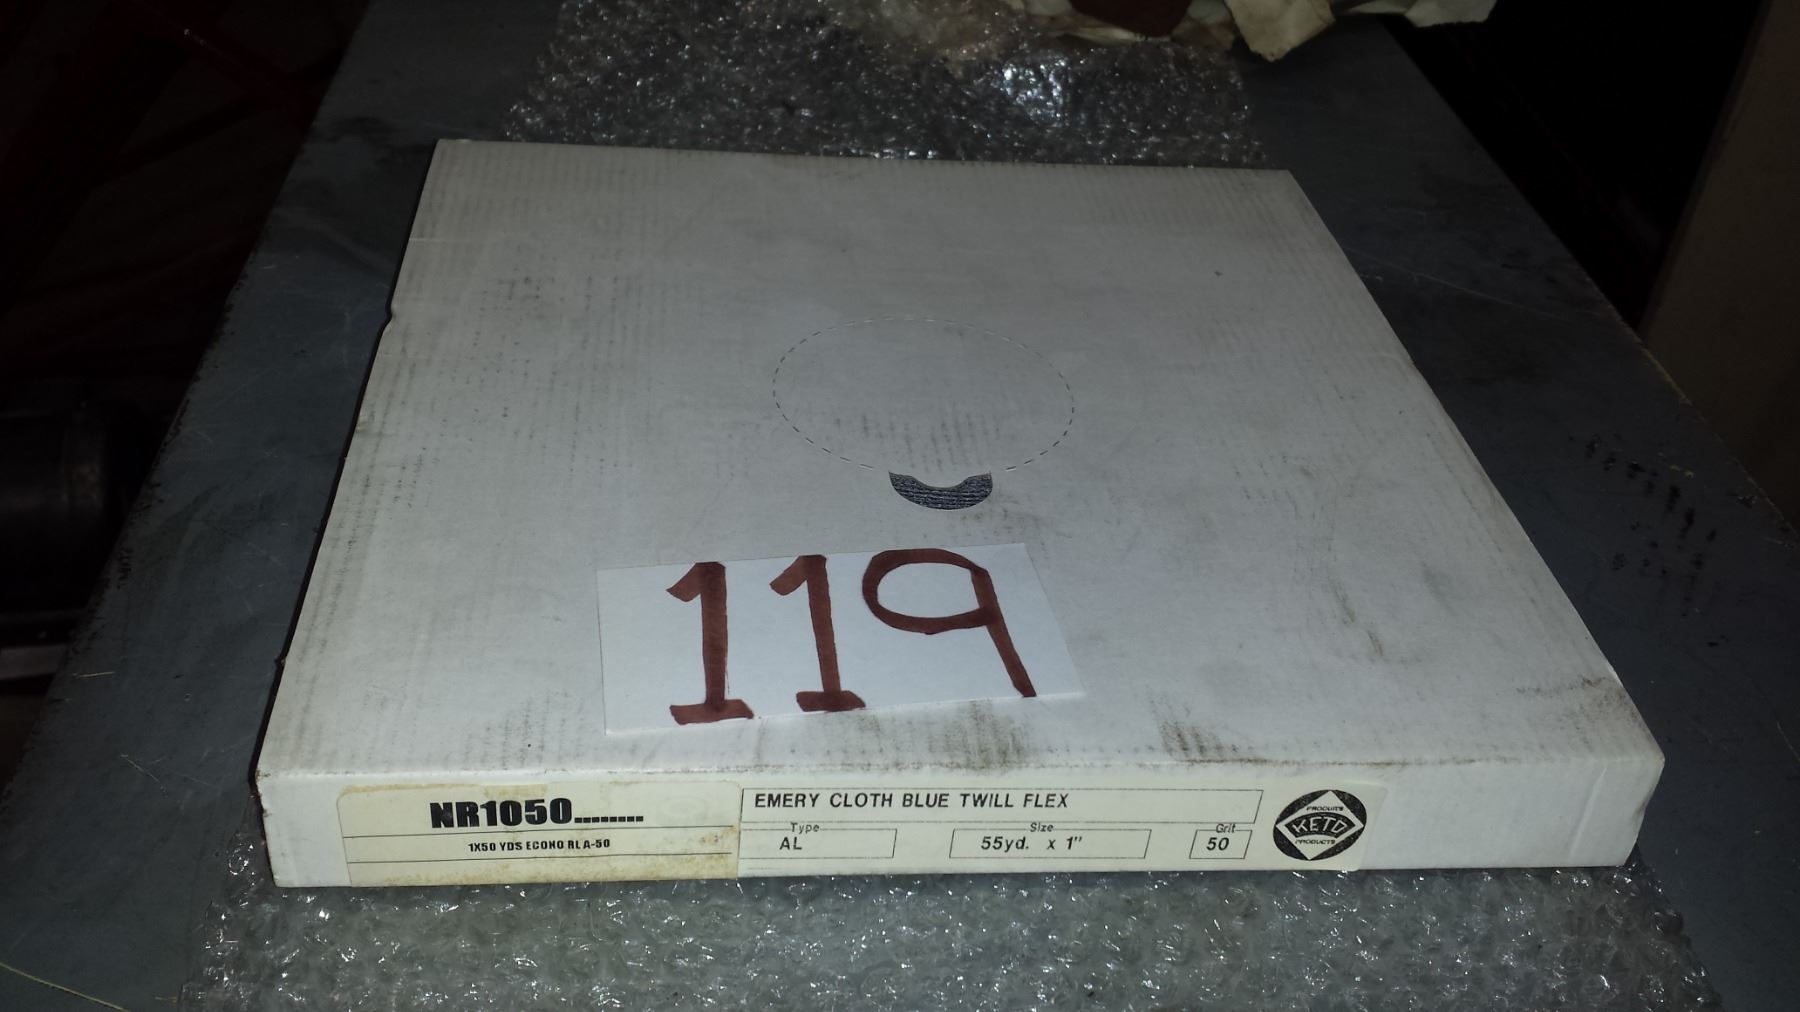 119
NR1050........
1X50 YDS ECONO RL A-50
EMERY CLOTH BLUE TWILL FLEX
Type
AL
Size
55yd. x 1"
Grit
50
PRODUITS
KETO
PRODUCTS